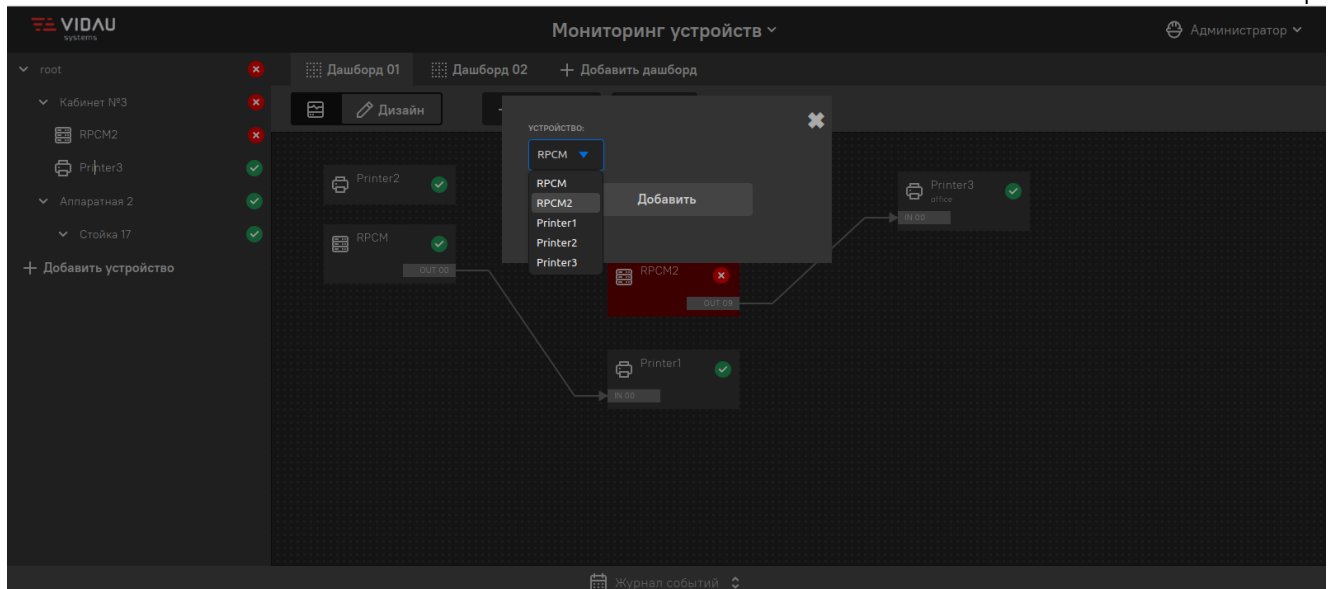 VIDAU
systems
Мониторинг устройств
Администратор
root
Дашборд 01
Дашборд 02
+ Добавить дашборд
Кабинет №3
Дизайн
RPCM2
Printer3
Аппаратная 2
Стойка 17
+ Добавить устройство
УСТРОЙСТВО:
RPCM
RPCM
RPCM2
Printer1
Printer2
Printer3
Добавить
Printer2
RPCM
OUT 00
RPCM2
OUT 09
Printer1
IN 00
Printer3
office
IN 00
Журнал событий